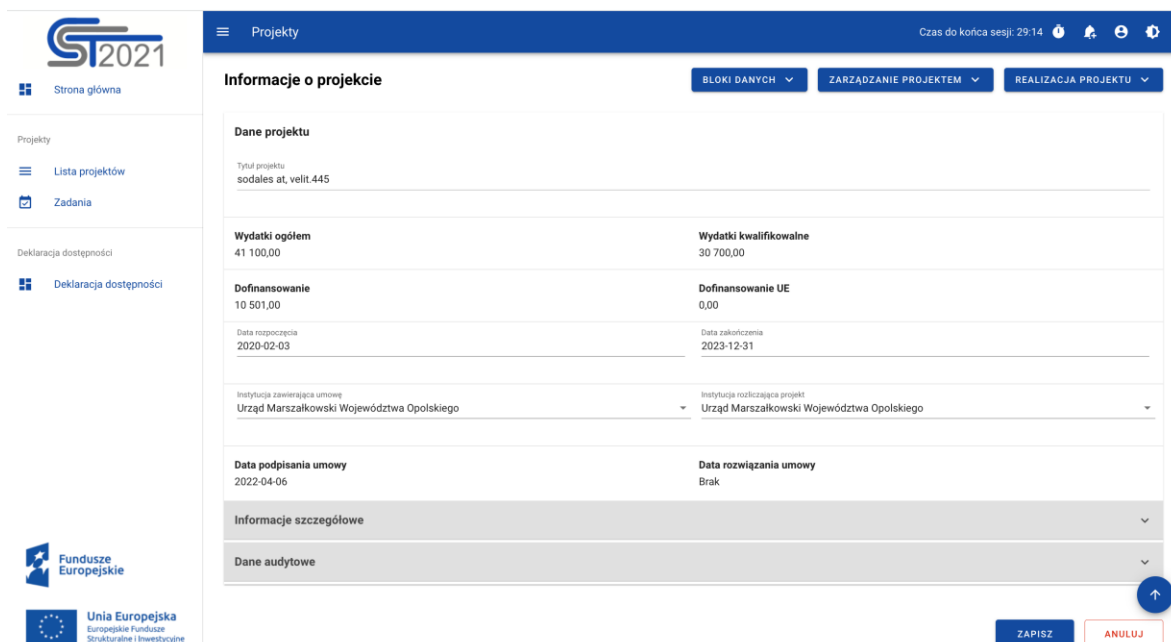 CST2021
Projekty
Czas do końca sesji: 29:14
Strona główna
Projekty
Lista projektów
Zadania
Deklaracja dostępności
Deklaracja dostępności
Fundusze
Europejskie
Unia Europejska
Europejskie Fundusze
Strukturalne i Inwestycyjne
Informacje o projekcie
BLOKI DANYCH
ZARZĄDZANIE PROJEKTEM
REALIZACJA PROJEKTU
Dane projektu
Tytuł projektu
sodales at, velit.445
Wydatki ogółem
41 100,00
Wydatki kwalifikowalne
30 700,00
Dofinansowanie
10 501,00
Dofinansowanie UE
0,00
Data rozpoczęcia
2020-02-03
Data zakończenia
2023-12-31
Instytucja zawierająca umowę
Urząd Marszałkowski Województwa Opolskiego
Instytucja rozliczająca projekt
Urząd Marszałkowski Województwa Opolskiego
Data podpisania umowy
2022-04-06
Data rozwiązania umowy
Brak
Informacje szczegółowe
Dane audytowe
ZAPISZ
ANULUJ